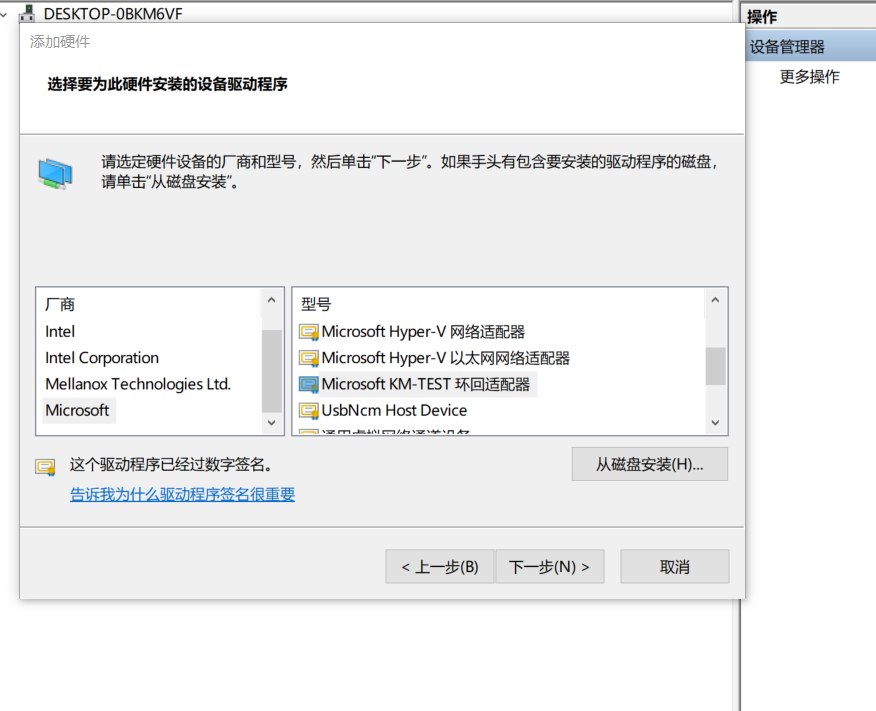 DESKTOP-0BKM6VF
操作
添加硬件
设备管理器
更多操作
选择要为此硬件安装的设备驱动程序
请选定硬件设备的厂商和型号，然后单击“下一步”。如果手头有包含要安装的驱动程序的磁盘，
请单击“从磁盘安装”。
厂商
Intel
Intel Corporation
Mellanox Technologies Ltd.
Microsoft
型号
Microsoft Hyper-V 网络适配器
Microsoft Hyper-V 以太网网络适配器
Microsoft KM-TEST 环回适配器
UsbNcm Host Device
这个驱动程序已经过数字签名。
从磁盘安装(H)...
告诉我为什么驱动程序签名很重要
< 上一步(B)
下一步(N) >
取消